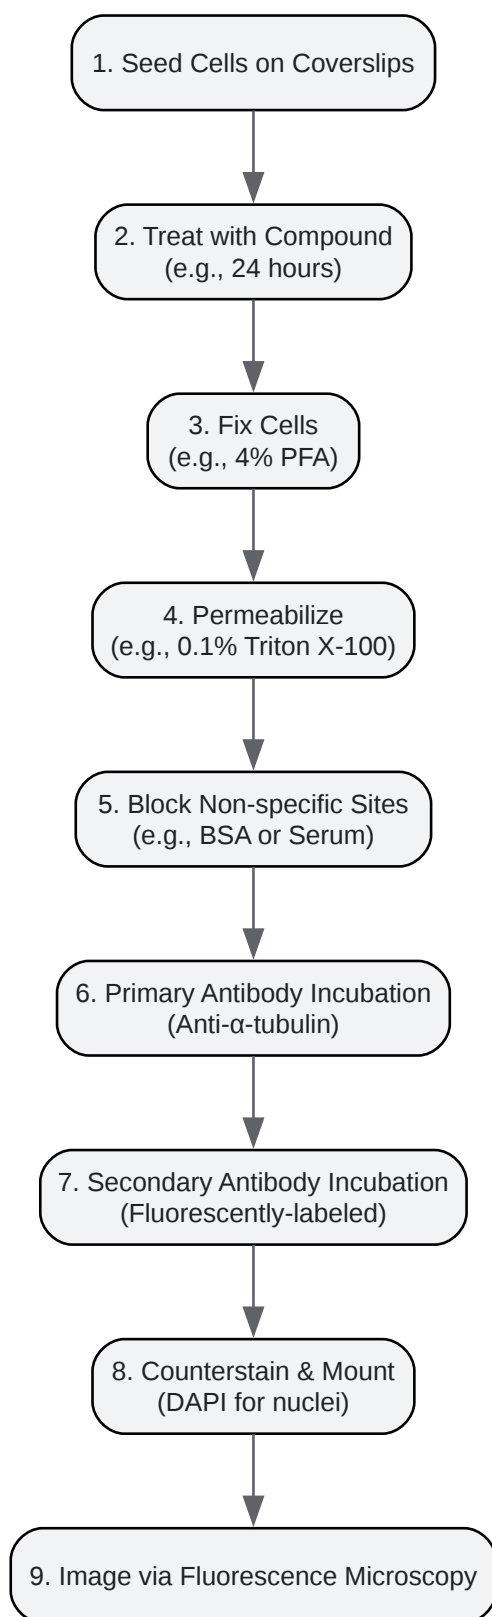 1. Seed Cells on Coverslips
2. Treat with Compound
(e.g., 24 hours)
3. Fix Cells
(e.g., 4% PFA)
4. Permeabilize
(e.g., 0.1% Triton X-100)
5. Block Non-specific Sites
(e.g., BSA or Serum)
6. Primary Antibody Incubation
(Anti-α-tubulin)
7. Secondary Antibody Incubation
(Fluorescently-labeled)
8. Counterstain & Mount
(DAPI for nuclei)
9. Image via Fluorescence Microscopy